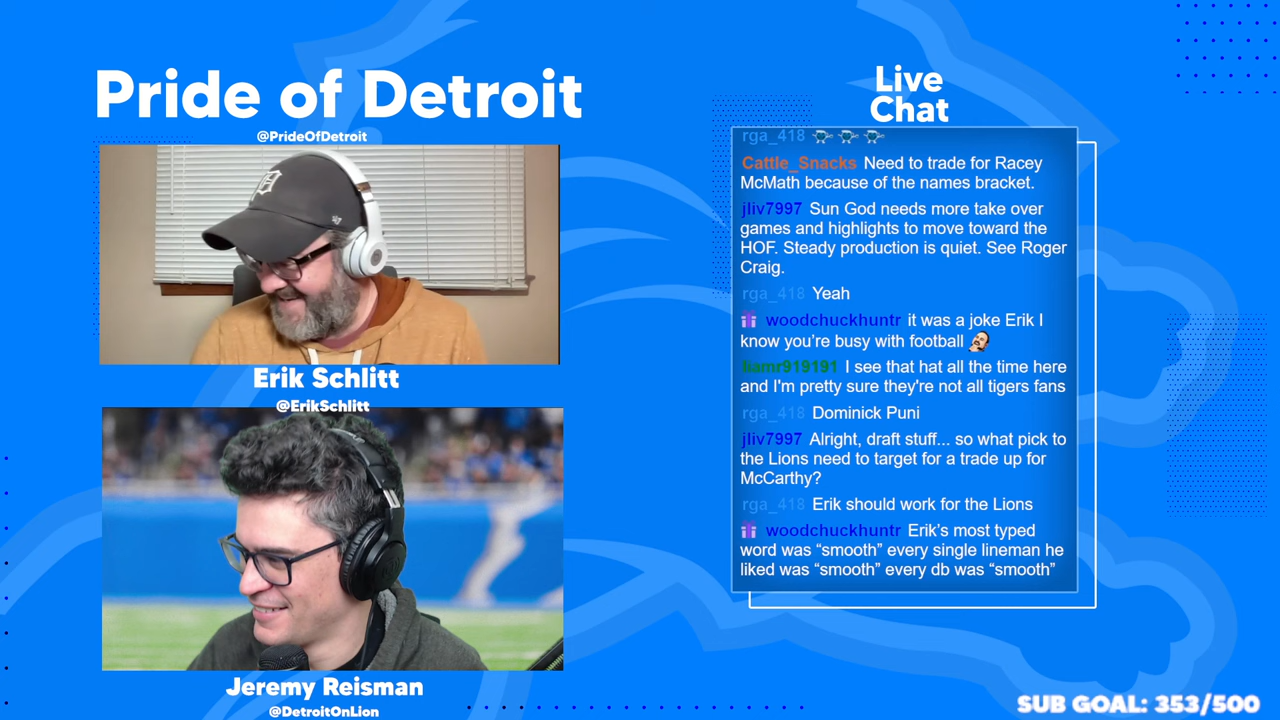 Pride of Detroit
@PrideOfDetroit
Erik Schlitt
@ErikSchlitt
Jeremy Reisman
@DetroitOnLion
Live
Chat
rga_418
Cattle_Snacks Need to trade for Racey
McMath because of the names bracket.
jliv7997 Sun God needs more take over
games and highlights to move toward the
HOF. Steady production is quiet. See Roger
Craig.
rga_418 Yeah
woodchuckhuntr it was a joke Erik I
know you're busy with football
liamr919191 I see that hat all the time here
and I'm pretty sure they're not all tigers fans
rga_418 Dominick Puni
jliv7997 Alright, draft stuff... so what pick to
the Lions need to target for a trade up for
McCarthy?
rga_418 Erik should work for the Lions
woodchuckhuntr Erik's most typed
word was “smooth” every single lineman he
liked was “smooth” every db was “smooth”
SUB GOAL: 353/500